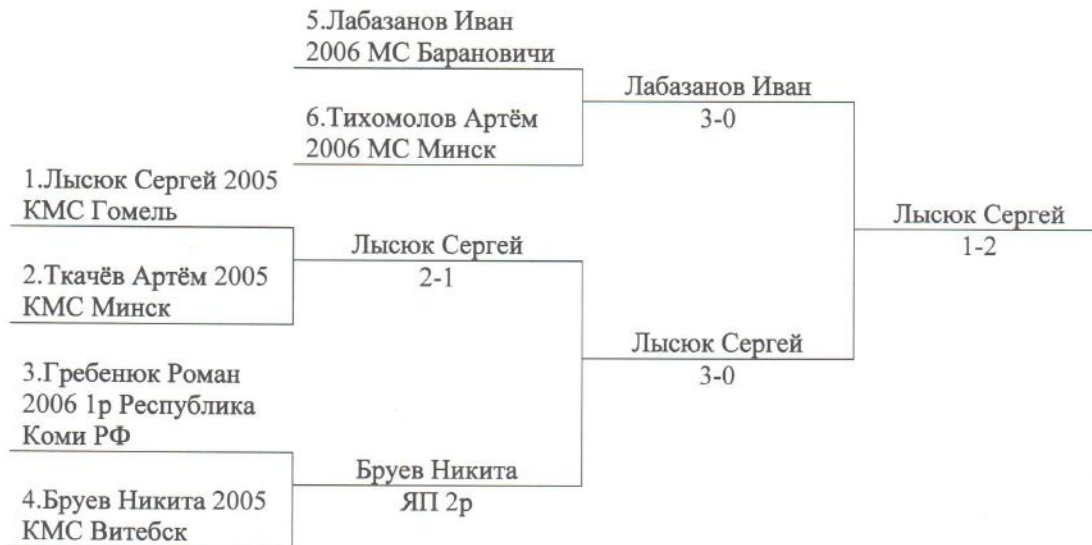 5.Лабазанов Иван
2006 МС Барановичи
Лабазанов Иван
3-0
6.Тихомолов Артём
2006 МС Минск
1.Лысюк Сергей 2005
КМС Гомель
Лысюк Сергей
1-2
Лысюк Сергей
2-1
2.Ткачёв Артём 2005
КМС Минск
Лысюк Сергей
3-0
3.Гребенюк Роман
2006 1р Республика
Коми РФ
Бруев Никита
ЯП 2р
4.Бруев Никита 2005
КМС Витебск